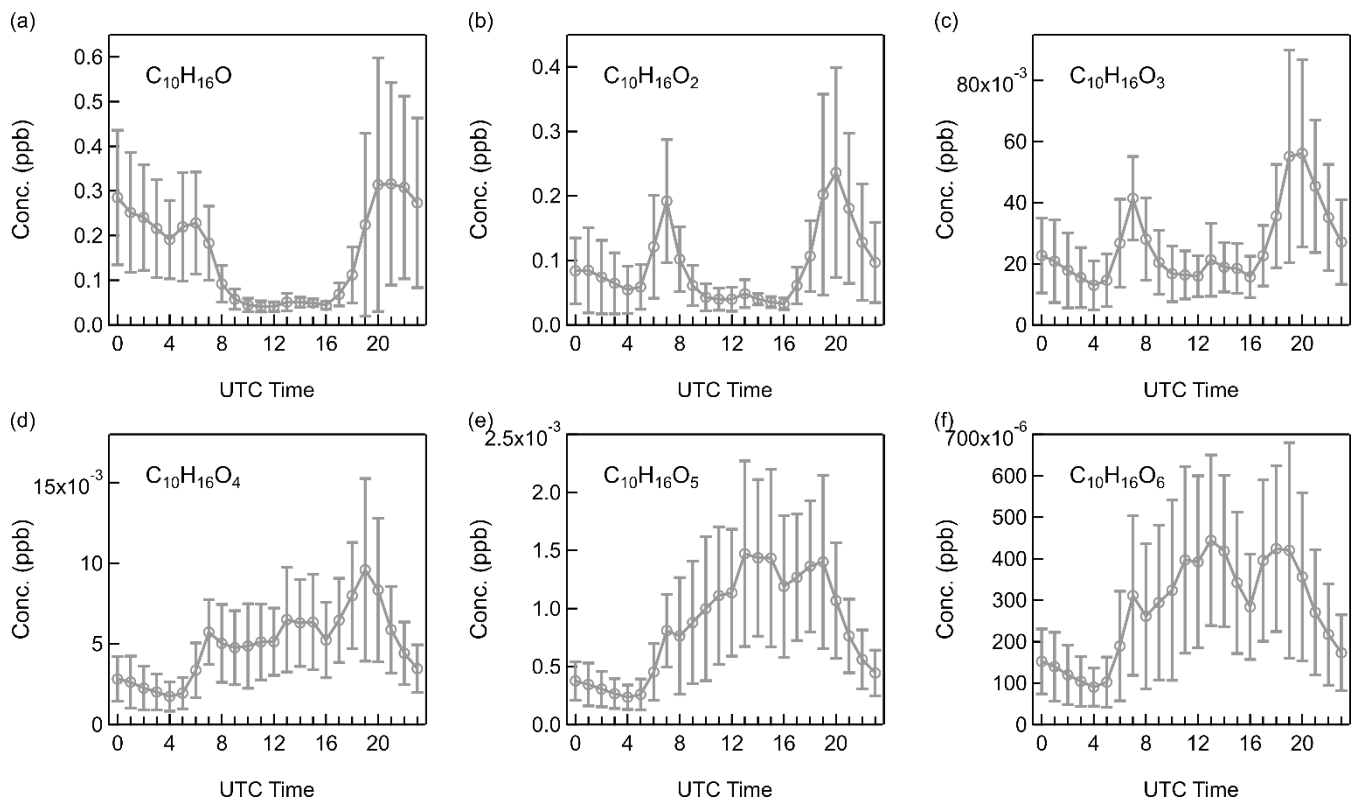 (a)
C₁₀H₁₆O
Conc. (ppb)
0.6
0.5
0.4
0.3
0.2
0.1
0.0
0 4 8 12 16 20
UTC Time
(b)
C₁₀H₁₆O₂
Conc. (ppb)
0.4
0.3
0.2
0.1
0.0
0 4 8 12 16 20
UTC Time
(c)
C₁₀H₁₆O₃
Conc. (ppb)
80x10⁻³
60
40
20
0
0 4 8 12 16 20
UTC Time
(d)
C₁₀H₁₆O₄
Conc. (ppb)
15x10⁻³
10
5
0
0 4 8 12 16 20
UTC Time
(e)
C₁₀H₁₆O₅
Conc. (ppb)
2.5x10⁻³
2.0
1.5
1.0
0.5
0.0
0 4 8 12 16 20
UTC Time
(f)
C₁₀H₁₆O₆
Conc. (ppb)
700x10⁻⁶
600
500
400
300
200
100
0
0 4 8 12 16 20
UTC Time